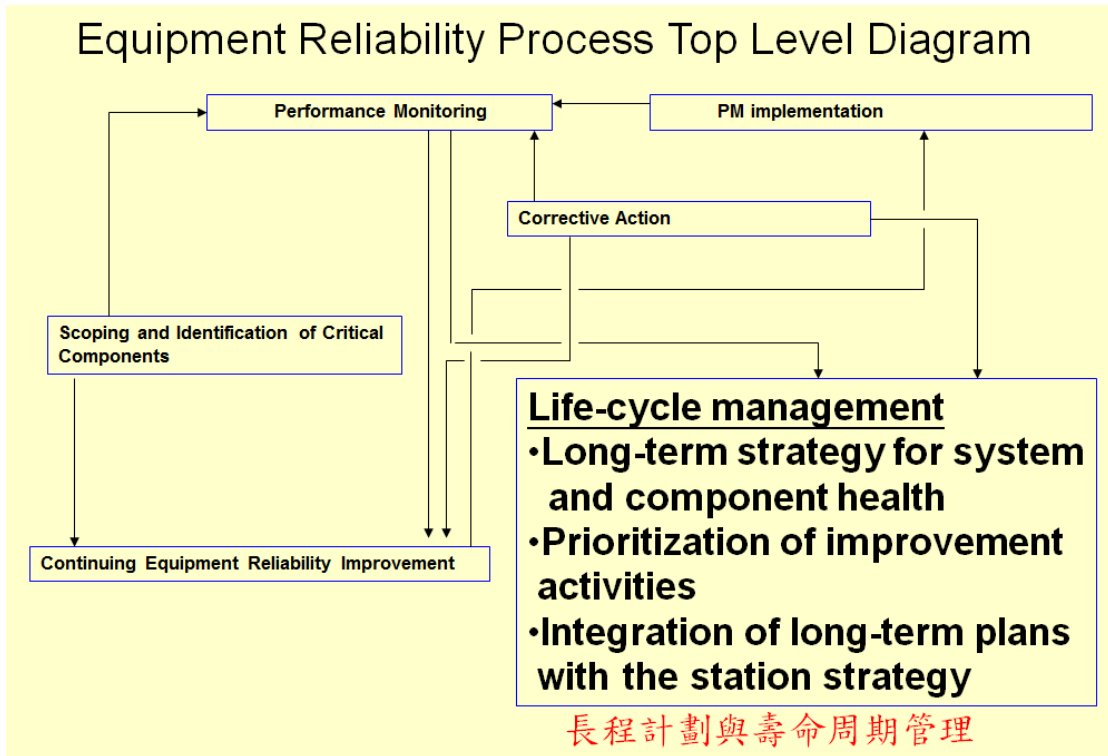 Equipment Reliability Process Top Level Diagram
Performance Monitoring
PM implementation
Corrective Action
Scoping and Identification of Critical
Components
Continuing Equipment Reliability Improvement
Life-cycle management
•Long-term strategy for system
and component health
•Prioritization of improvement
activities
•Integration of long-term plans
with the station strategy
長程計劃與壽命周期管理